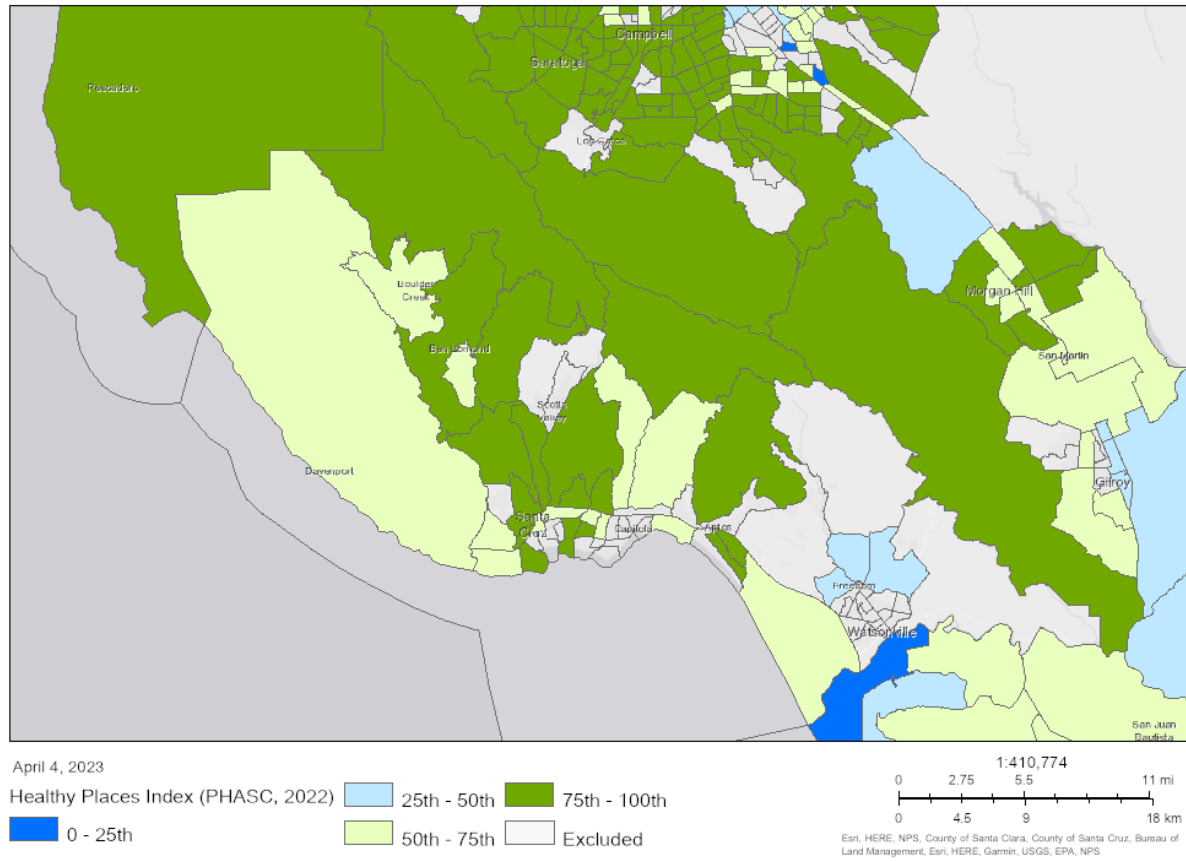 Campbell
Saratoga
Pescadero
Los Gatos
Boulder
Creek
Morgan Hill
Ben Lomond
San Martin
Scotts
Valley
Davenport
Gilroy
Santa
Cruz
Capitola
Aptos
Freedom
Watsonville
San Juan
Bautista
April 4, 2023
Healthy Places Index (PHASC, 2022)
0 - 25th
25th - 50th
50th - 75th
75th - 100th
Excluded
1:410,774
0 2.75 5.5 11 mi
0 4.5 9 18 km
Esri, HERE, NPS, County of Santa Clara, County of Santa Cruz, Bureau of
Land Management, Esri, HERE, Garmin, USGS, EPA, NPS